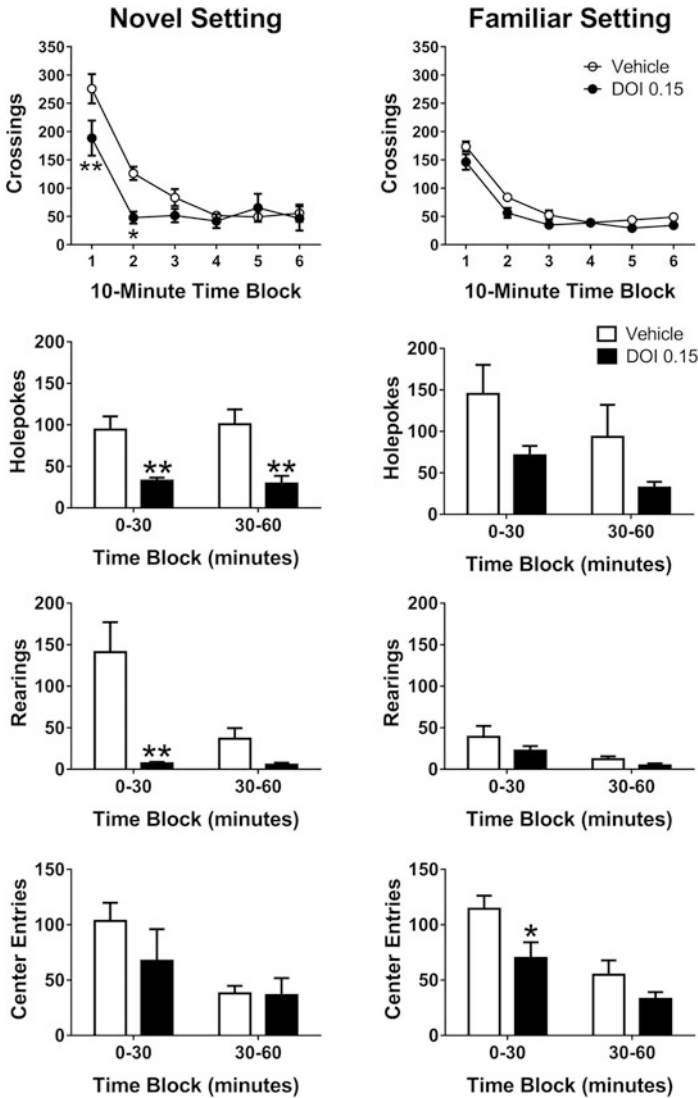 Novel Setting
Familiar Setting
Crossings
350
300
250
200
150
100
50
0
**
*
1 2 3 4 5 6
10-Minute Time Block
Crossings
350
300
250
200
150
100
50
0
Vehicle
DOI 0.15
1 2 3 4 5 6
10-Minute Time Block
Holepokes
200
150
100
50
0
** **
0-30 30-60
Time Block (minutes)
Holepokes
200
150
100
50
0
Vehicle
DOI 0.15
0-30 30-60
Time Block (minutes)
Rearings
200
150
100
50
0
**
0-30 30-60
Time Block (minutes)
Rearings
200
150
100
50
0
0-30 30-60
Time Block (minutes)
Center Entries
150
100
50
0
0-30 30-60
Time Block (minutes)
Center Entries
150
100
50
0
*
0-30 30-60
Time Block (minutes)